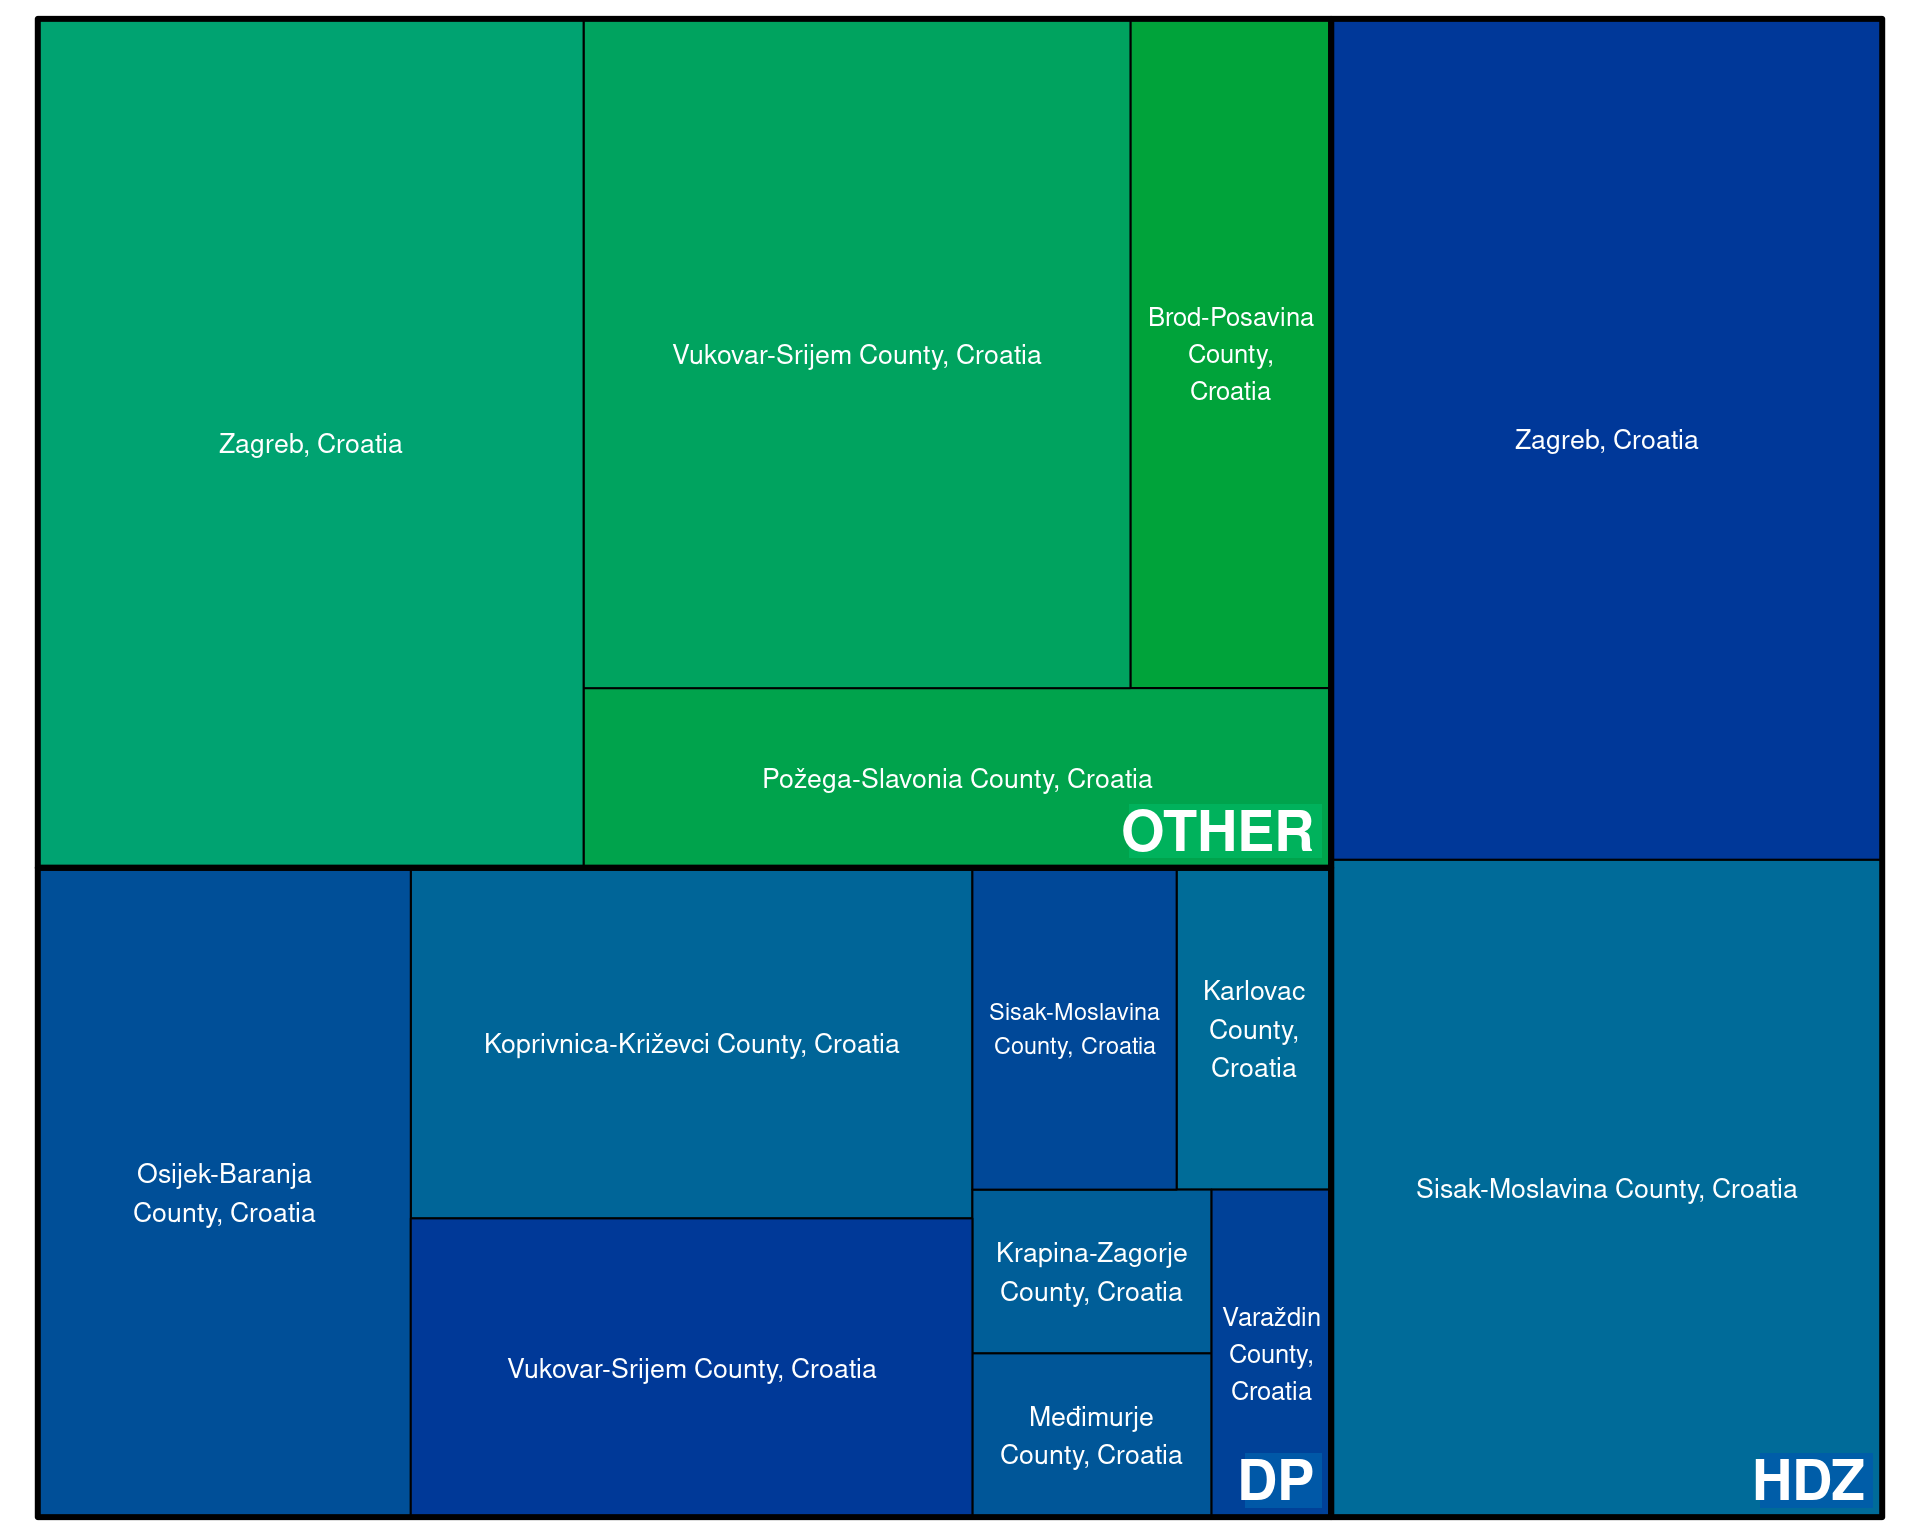 Zagreb, Croatia
Vukovar-Srijem County, Croatia
Brod-Posavina
County,
Croatia
Požega-Slavonia County, Croatia
OTHER
Zagreb, Croatia
Sisak-Moslavina County, Croatia
HDZ
Osijek-Baranja
County, Croatia
Koprivnica-Križevci County, Croatia
Vukovar-Srijem County, Croatia
Sisak-Moslavina
County, Croatia
Karlovac
County,
Croatia
Krapina-Zagorje
County, Croatia
Međimurje
County, Croatia
Varaždin
County,
Croatia
DP